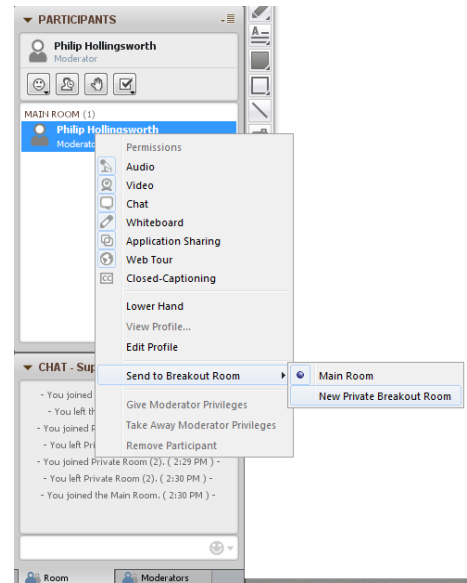 PARTICIPANTS
Philip Hollingsworth
Moderator
MAIN ROOM (1)
Philip Hollingsworth
Moderato
Permissions
Audio
Video
Chat
Whiteboard
Application Sharing
Web Tour
CC Closed-Captioning
Lower Hand
View Profile...
Edit Profile
Send to Breakout Room
Main Room
New Private Breakout Room
Give Moderator Privileges
Take Away Moderator Privileges
Remove Participant
CHAT - Sup
- You joined
- You left th
- You joined P
- You left Pri
- You joined Private Room (2). ( 2:29 PM ) -
- You left Private Room (2). ( 2:30 PM ) -
- You joined the Main Room. ( 2:30 PM ) -
Room
Moderators